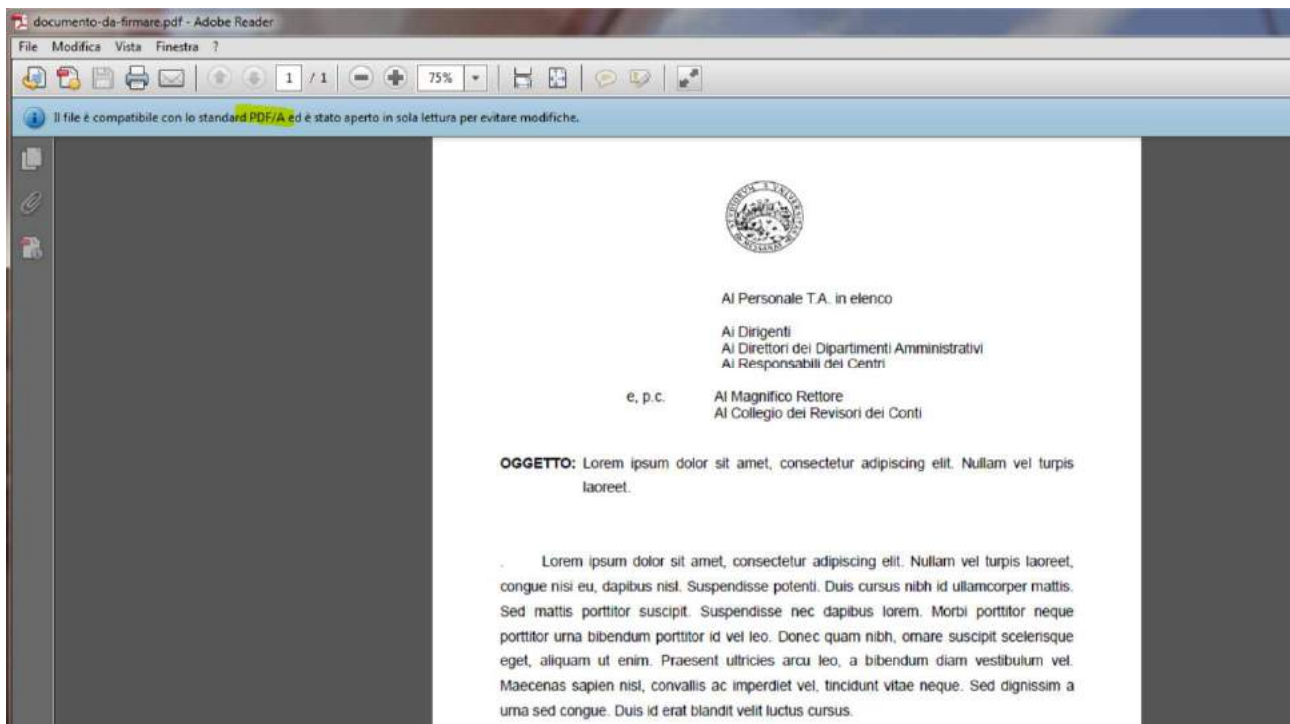 documento-da-firmare.pdf - Adobe Reader
File Modifica Vista Finestra ?
1 / 1 75%
Il file è compatibile con lo standard PDF/A ed è stato aperto in sola lettura per evitare modifiche.
Al Personale T.A. in elenco
Ai Dirigenti
Ai Direttori dei Dipartimenti Amministrativi
Ai Responsabili dei Centri
e, p.c. Al Magnifico Rettore
Al Collegio dei Revisori dei Conti
OGGETTO: Lorem ipsum dolor sit amet, consectetur adipiscing elit. Nullam vel turpis
laoreet.
. Lorem ipsum dolor sit amet, consectetur adipiscing elit. Nullam vel turpis laoreet,
congue nisi eu, dapibus nisl. Suspendisse potenti. Duis cursus nibh id ullamcorper mattis.
Sed mattis porttitor suscipit. Suspendisse nec dapibus lorem. Morbi porttitor neque
porttitor urna bibendum porttitor id vel leo. Donec quam nibh, ornare suscipit scelerisque
eget, aliquam ut enim. Praesent ultricies arcu leo, a bibendum diam vestibulum vel.
Maecenas sapien nisl, convallis ac imperdiet vel, tincidunt vitae neque. Sed dignissim a
urna sed congue. Duis id erat blandit velit luctus cursus.